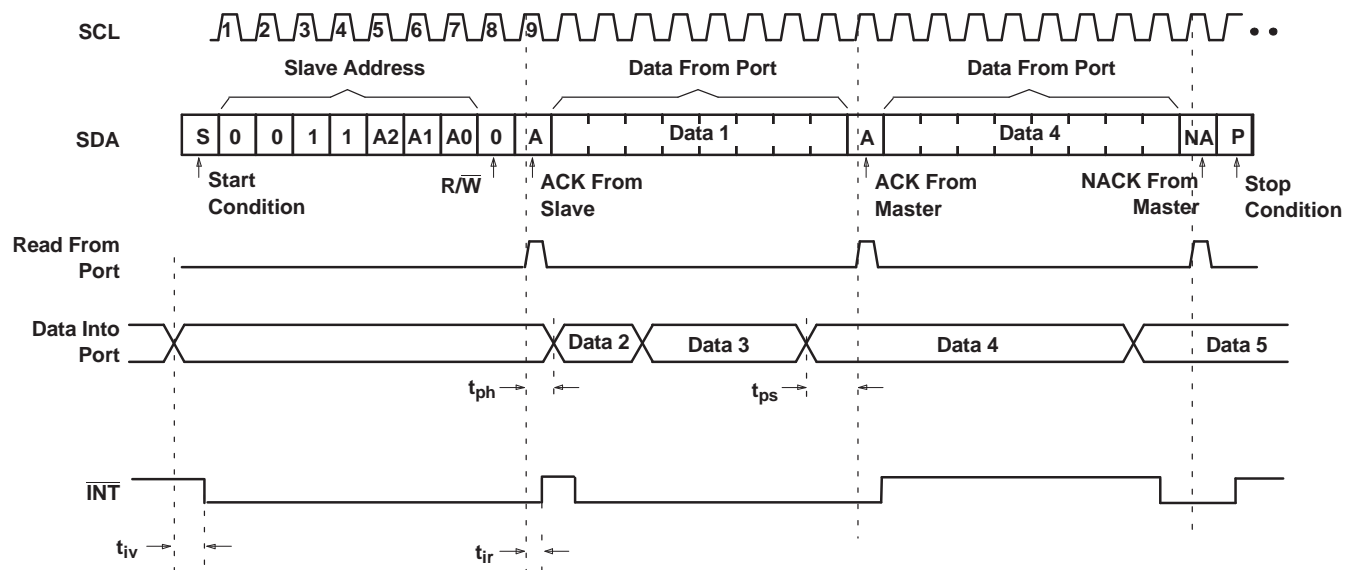 SCL
1 2 3 4 5 6 7 8 9
Slave Address
Data From Port
Data From Port
SDA
S 0 0 1 1 A2 A1 A0 0 A Data 1 A Data 4 NA P
Start
Condition
R/W̅
ACK From
Slave
ACK From
Master
NACK From
Master
Stop
Condition
Read From
Port
Data Into
Port
Data 2 Data 3 Data 4 Data 5
tph
tps
I̅N̅T̅
tiv
tir